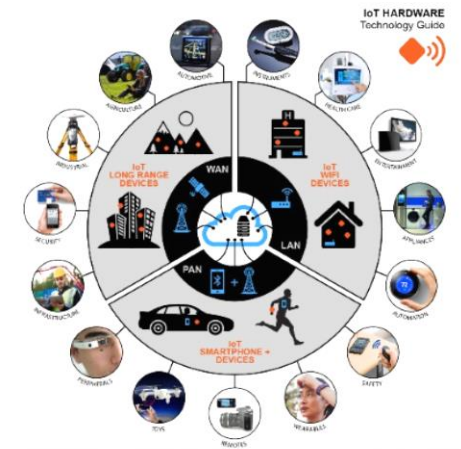 IoT HARDWARE
Technology Guide
AUTOMOTIVE
INSTRUMENTS
AGRICULTURE
HEALTH CARE
INDUSTRIAL
ENTERTAINMENT
SECURITY
APPLIANCES
INFRASTRUCTURE
AUTOMATION
PERIPHERALS
SAFETY
TOYS
WEARABLES
REMOTES
IoT
LONG RANGE
DEVICES
WAN
H
IoT
WIFI
DEVICES
LAN
PAN
+
IoT
SMARTPHONE +
DEVICES